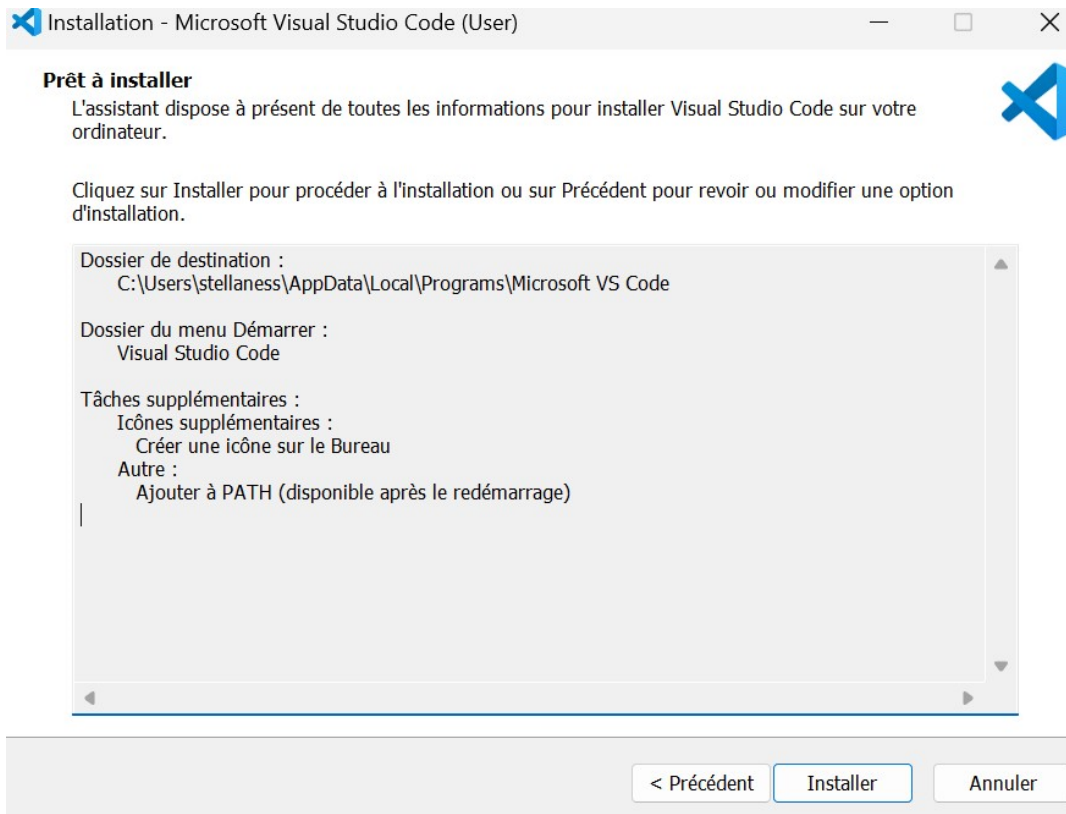 Installation - Microsoft Visual Studio Code (User)
Prêt à installer
L'assistant dispose à présent de toutes les informations pour installer Visual Studio Code sur votre
ordinateur.
Cliquez sur Installer pour procéder à l'installation ou sur Précédent pour revoir ou modifier une option
d'installation.
Dossier de destination :
C:\Users\stellaness\AppData\Local\Programs\Microsoft VS Code
Dossier du menu Démarrer :
Visual Studio Code
Tâches supplémentaires :
Icônes supplémentaires :
Créer une icône sur le Bureau
Autre :
Ajouter à PATH (disponible après le redémarrage)
< Précédent Installer Annuler